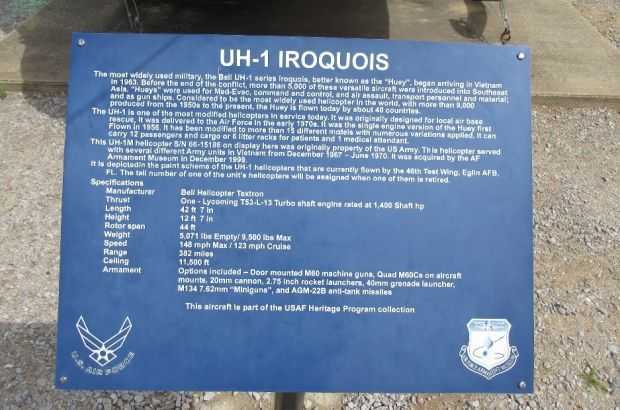 UH-1 IROQUOIS
The most widely used military, the Bell UH-1 series Iroquois, better known as the "Huey", began arriving in Vietnam
in 1963. Before the end of the conflict, more than 5,000 of these versatile aircraft were introduced into Southeast
Asia. "Hueys" were used for Med-Evac, command and control, and air assault, transport personnel and material;
and as gun ships. Considered to be the most widely used helicopter in the world, with more than 9,000
produced from the 1950s to the present, the Huey is flown today by about 40 countries.
The UH-1 is one of the most modified helicopters in service today. It was originally designed for local air base
rescue, it was delivered to the Air Force in the early 1970s. It was the single engine version of the Huey first
Flown in 1956. It has been modified to more than 15 different models with numerous variations supplied. It can
carry 12 passengers and cargo or 6 litter racks for patients and 1 medical attendant.
This UH-1M helicopter S/N 66-15186 on display here was originally property of the US Army. This helicopter served
with several different Army units in Vietnam from December 1967 - June 1970. It was acquired by the AF
Armament Museum in December 1998.
It is depicted in the paint scheme of the UH-1 helicopters that are currently flown by the 46th Test Wing, Eglin AFB,
FL. The tail number of one of the unit's helicopters will be assigned when one of them is retired.
Specifications
Manufacturer Bell Helicopter Textron
Thrust One - Lycoming T53-L-13 Turbo shaft engine rated at 1,400 Shaft hp
Length 42 ft 7 in
Height 12 ft 7 in
Rotor span 44 ft
Weight 5,071 lbs Empty/ 9,500 lbs Max
Speed 148 mph Max / 123 mph Cruise
Range 382 miles
Ceiling 11,500 ft
Armament Options included – Door mounted M60 machine guns, Quad M60Cs on aircraft
mounts, 20mm cannon, 2.75 inch rocket launchers, 40mm grenade launcher,
M134 7.62mm "Miniguns", and AGM-22B anti-tank missiles
This aircraft is part of the USAF Heritage Program collection
U.S. AIR FORCE